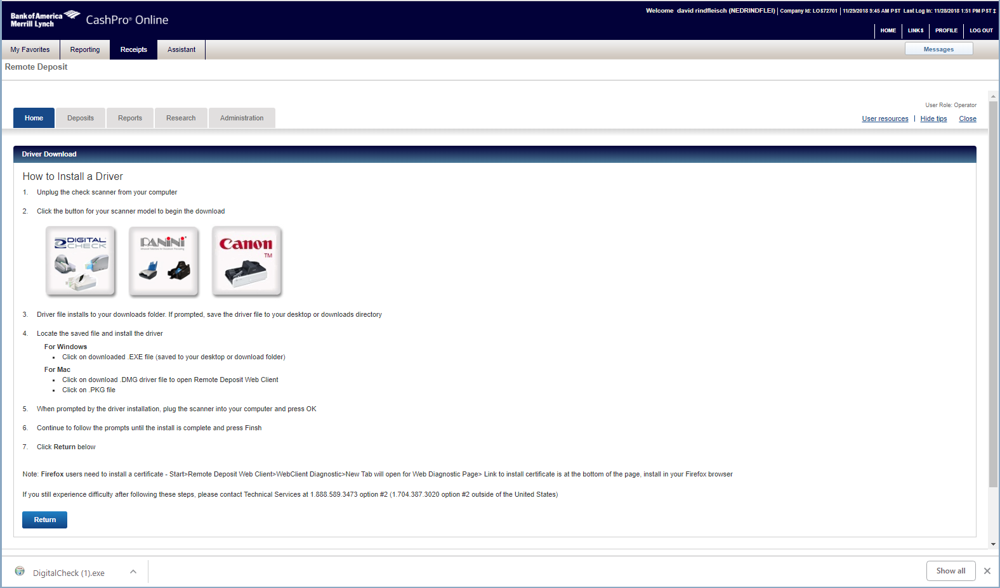 Bank of America
Merrill Lynch
CashPro® Online
Welcome david rindfleisch (NEDRINDFLEI) | Company Id: LOS72701 | 11/29/2018 9:45 AM PST Last Log In: 11/28/2018 1:51 PM PST ‡
HOME | LINKS | PROFILE | LOG OUT
My Favorites Reporting Receipts Assistant Messages
Remote Deposit
User Role: Operator
Home Deposits Reports Research Administration
User resources | Hide tips Close
Driver Download
How to Install a Driver
1. Unplug the check scanner from your computer
2. Click the button for your scanner model to begin the download
DIGITAL CHECK
PANINI
Canon
TM
3. Driver file installs to your downloads folder. If prompted, save the driver file to your desktop or downloads directory
4. Locate the saved file and install the driver
For Windows
▪ Click on downloaded .EXE file (saved to your desktop or download folder)
For Mac
▪ Click on download .DMG driver file to open Remote Deposit Web Client
▪ Click on .PKG file
5. When prompted by the driver installation, plug the scanner into your computer and press OK
6. Continue to follow the prompts until the install is complete and press Finsh
7. Click Return below
Note: Firefox users need to install a certificate - Start>Remote Deposit Web Client>WebClient Diagnostic>New Tab will open for Web Diagnostic Page> Link to install certificate is at the bottom of the page, install in your Firefox browser
If you still experience difficulty after following these steps, please contact Technical Services at 1.888.589.3473 option #2 (1.704.387.3020 option #2 outside of the United States)
Return
DigitalCheck (1).exe
Show all